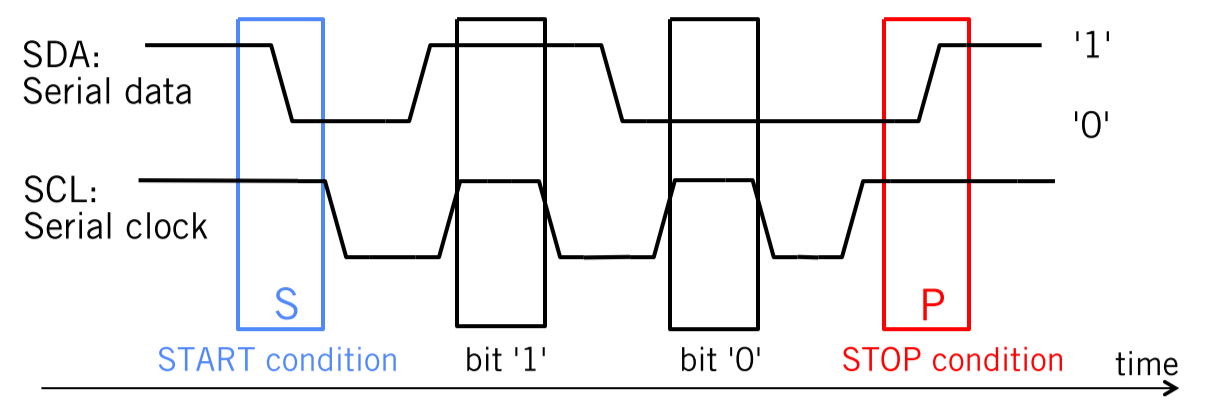 SDA:
Serial data
'1'
'0'
SCL:
Serial clock
S
P
START condition
bit '1'
bit '0'
STOP condition
time